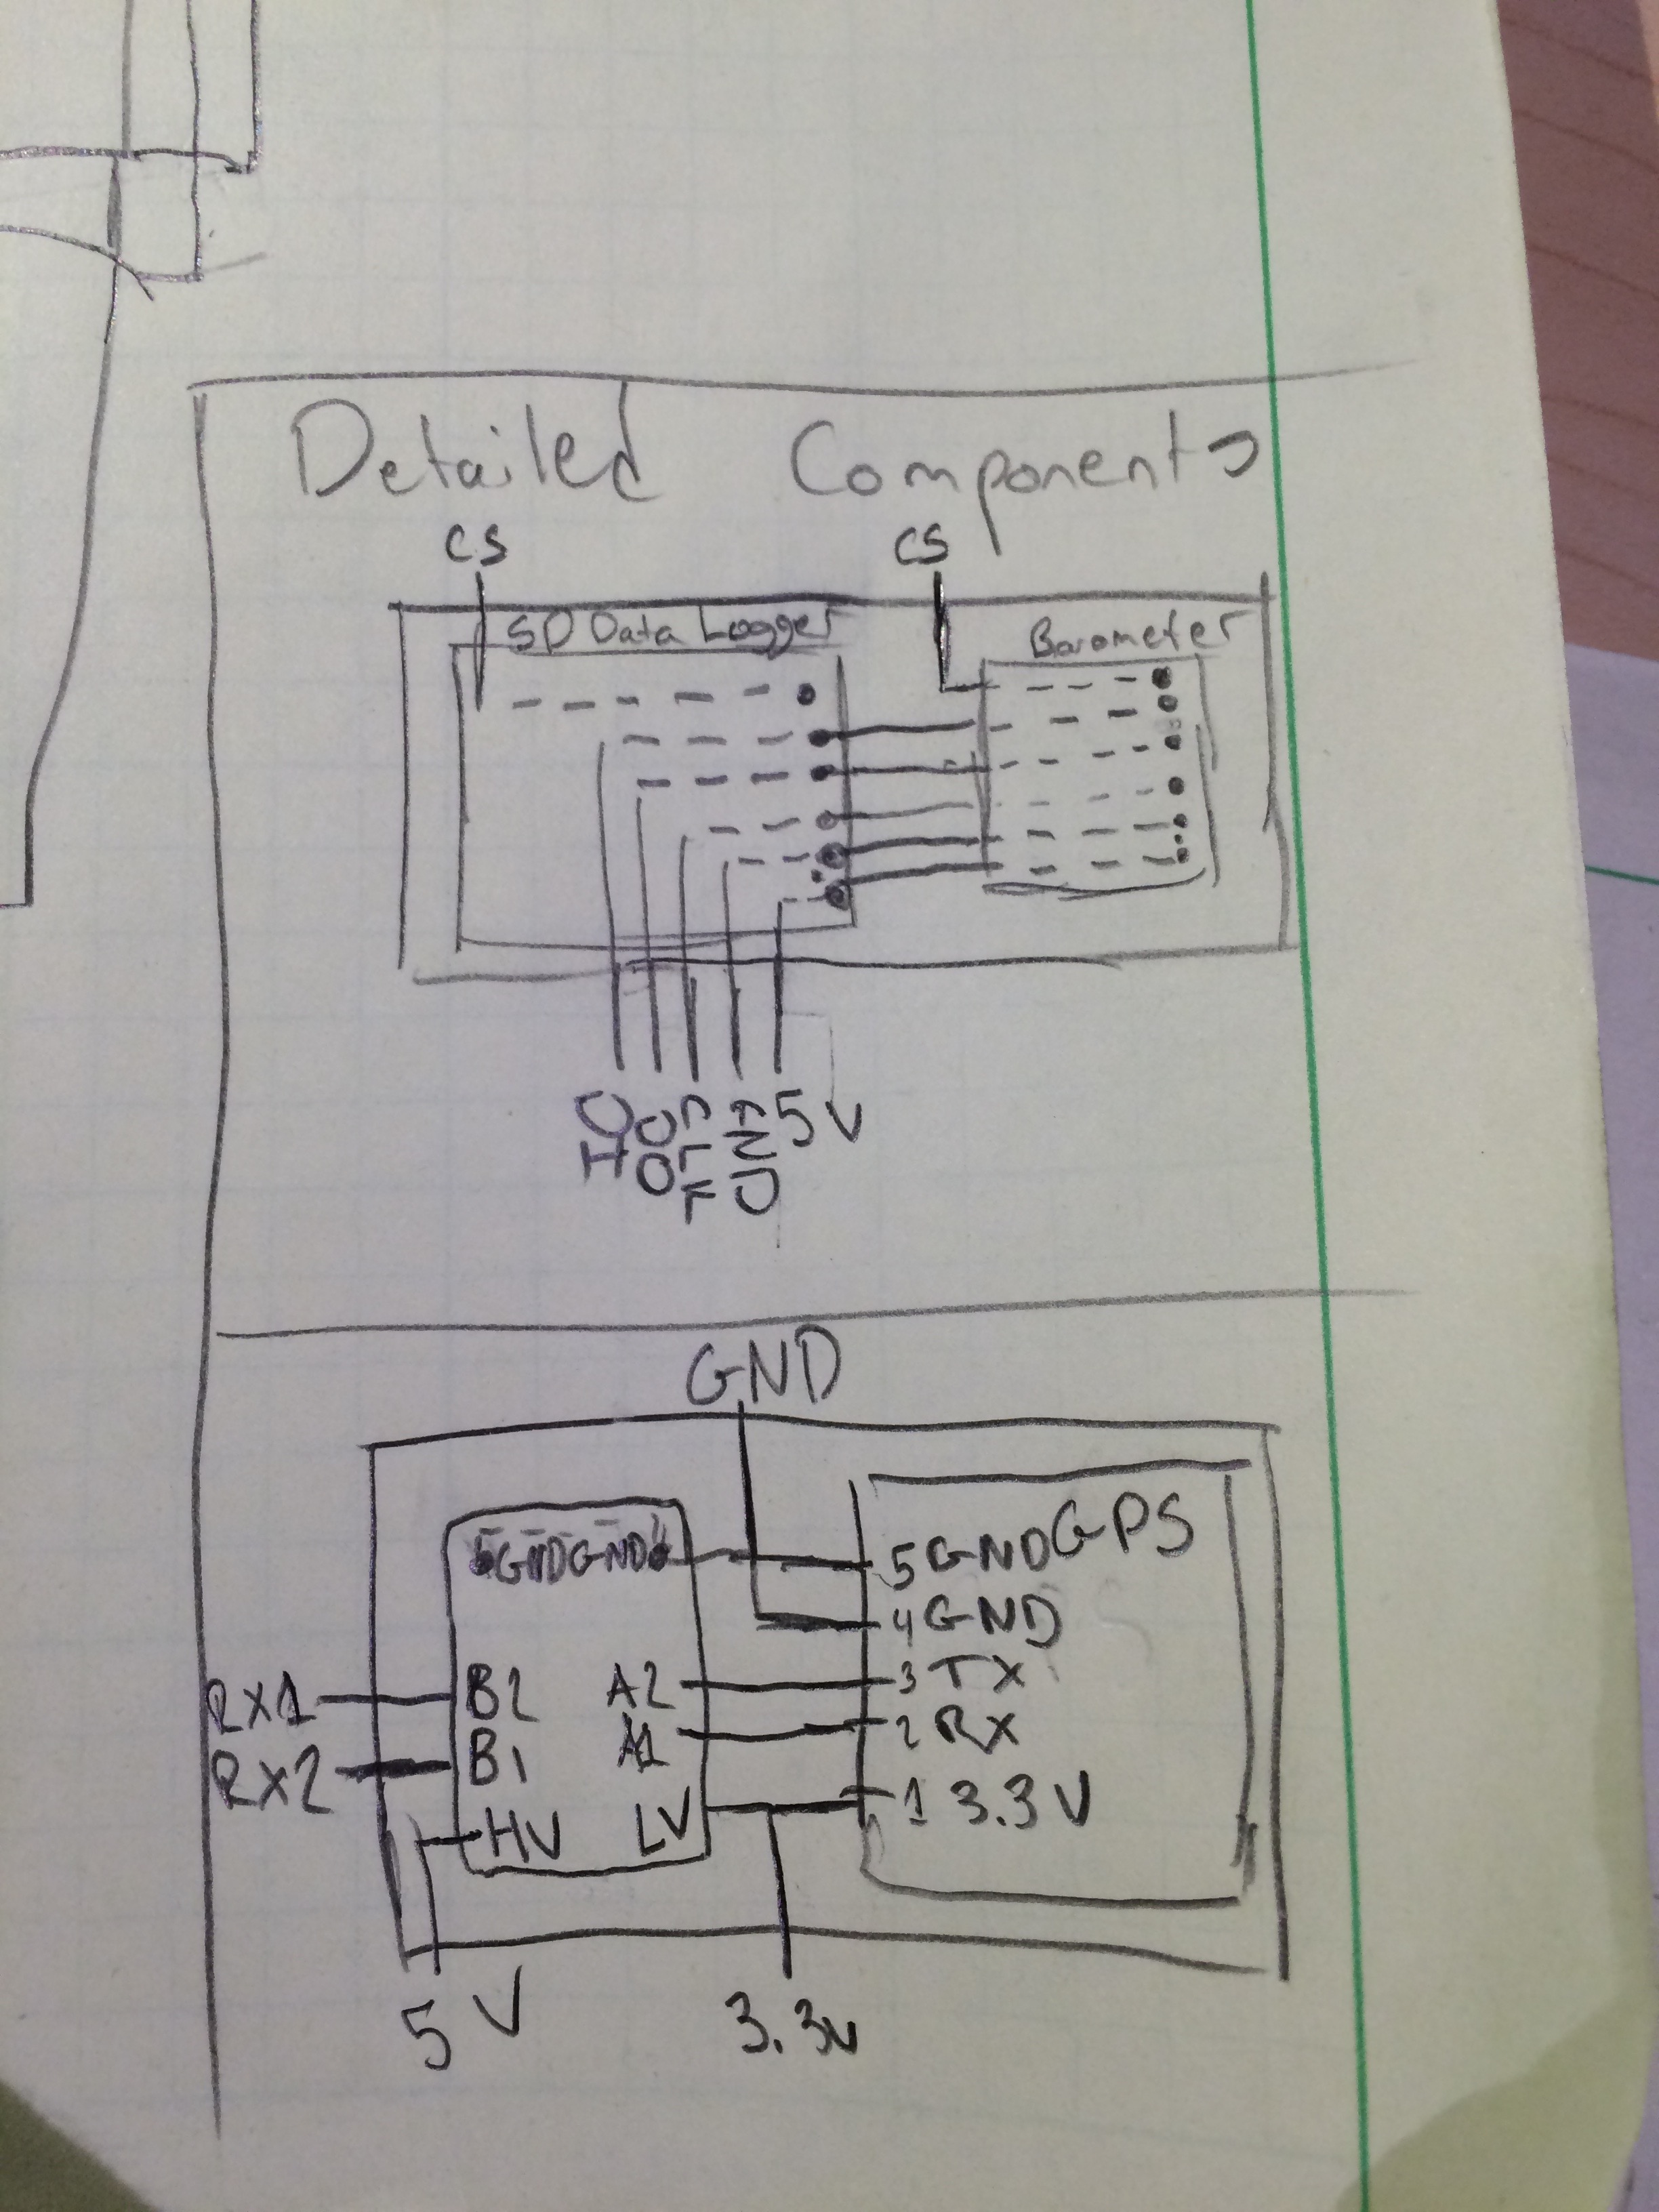 Detailed Components
CS CS
SD Data Logger Barometer
DI
DO
CLK
GND
5V
GND
GND GND 5 GND GPS
4 GND
RX1 B2 A2 3 TX
RX2 B1 A1 2 RX
HV LV 1 3.3V
5V 3.3v